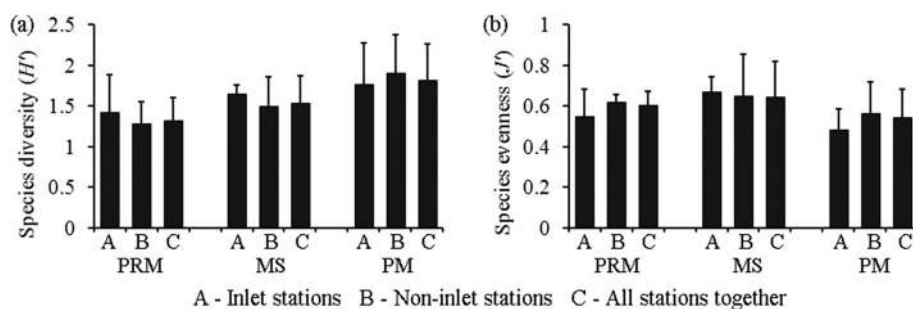 (a)
Species diversity (H')
2.5
2
1.5
1
0.5
0
A B C A B C A B C
PRM MS PM
(b)
Species evenness (J')
1
0.8
0.6
0.4
0.2
0
A B C A B C A B C
PRM MS PM
A - Inlet stations B - Non-inlet stations C - All stations together